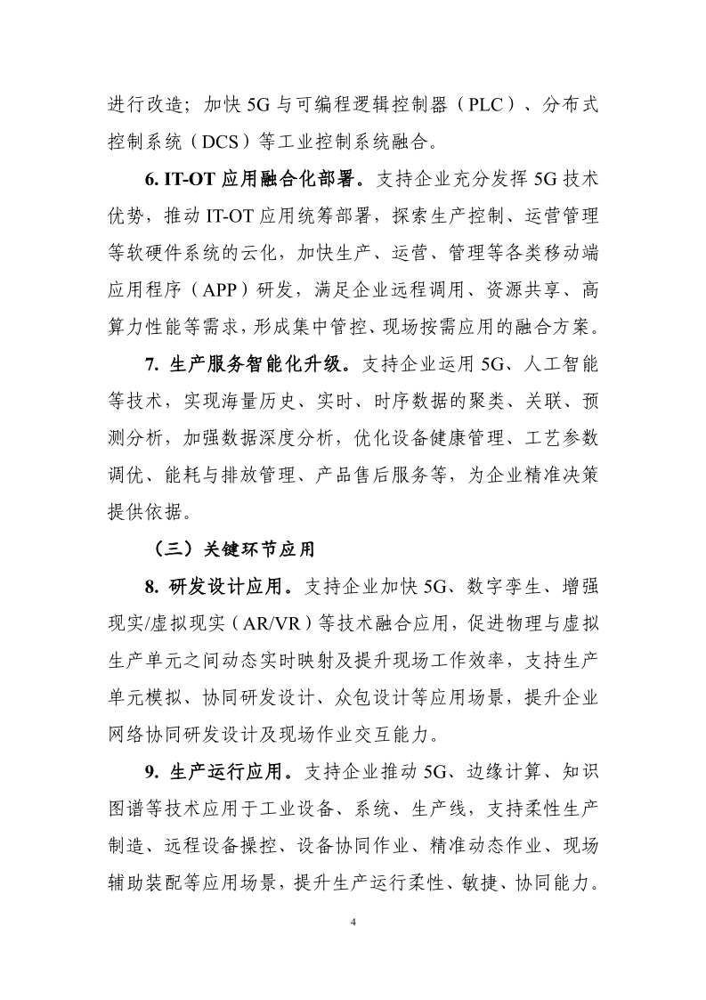 进行改造；加快 5G 与可编程逻辑控制器（PLC）、分布式
控制系统（DCS）等工业控制系统融合。
6. IT-OT 应用融合化部署。支持企业充分发挥 5G 技术
优势，推动 IT-OT 应用统筹部署，探索生产控制、运营管理
等软硬件系统的云化，加快生产、运营、管理等各类移动端
应用程序（APP）研发，满足企业远程调用、资源共享、高
算力性能等需求，形成集中管控、现场按需应用的融合方案。
7. 生产服务智能化升级。支持企业运用 5G、人工智能
等技术，实现海量历史、实时、时序数据的聚类、关联、预
测分析，加强数据深度分析，优化设备健康管理、工艺参数
调优、能耗与排放管理、产品售后服务等，为企业精准决策
提供依据。
（三）关键环节应用
8. 研发设计应用。支持企业加快 5G、数字孪生、增强
现实/虚拟现实（AR/VR）等技术融合应用，促进物理与虚拟
生产单元之间动态实时映射及提升现场工作效率，支持生产
单元模拟、协同研发设计、众包设计等应用场景，提升企业
网络协同研发设计及现场作业交互能力。
9. 生产运行应用。支持企业推动 5G、边缘计算、知识
图谱等技术应用于工业设备、系统、生产线，支持柔性生产
制造、远程设备操控、设备协同作业、精准动态作业、现场
辅助装配等应用场景，提升生产运行柔性、敏捷、协同能力。
4